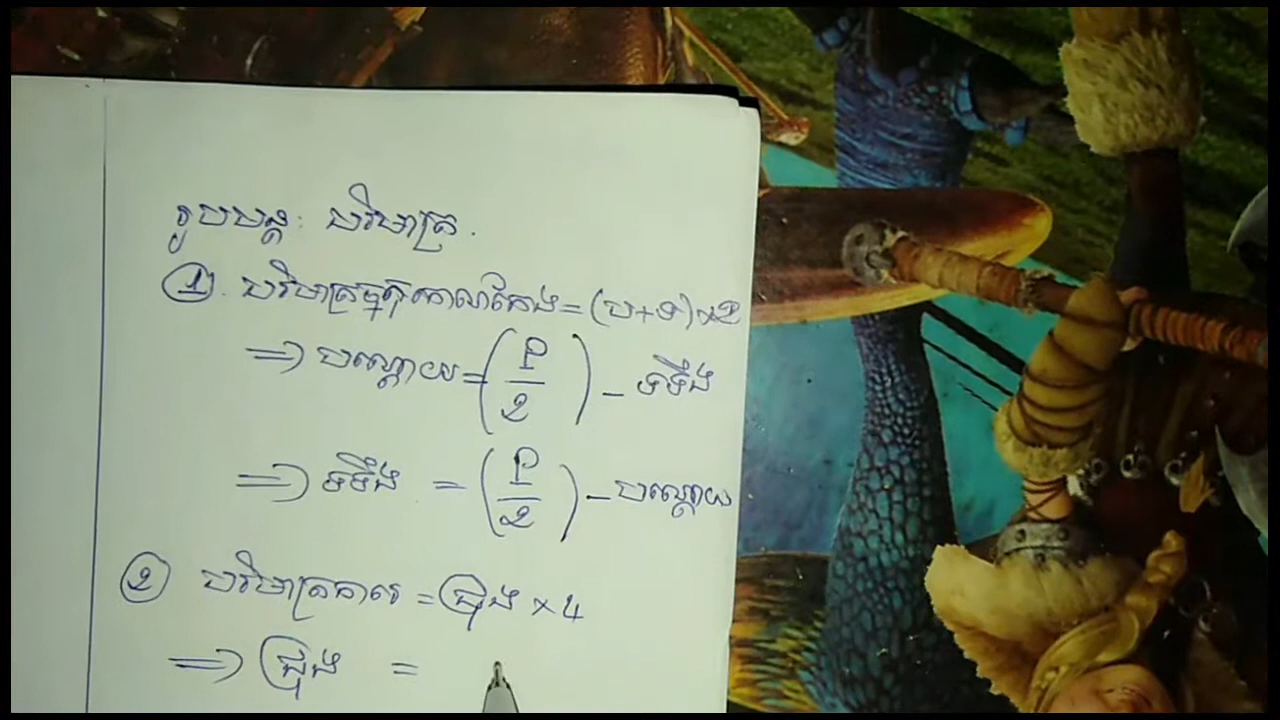 រូបមន្តៈ បរិមាត្រ.
① បរិមាត្រចតុកោណកែង = (ប+ទ)×2
⇒ បណ្តោយ = (P/2) − ទទឹង
⇒ ទទឹង = (P/2) − បណ្តោយ
② បរិមាត្រការេ = ជ្រុង × 4
⇒ ជ្រុង =